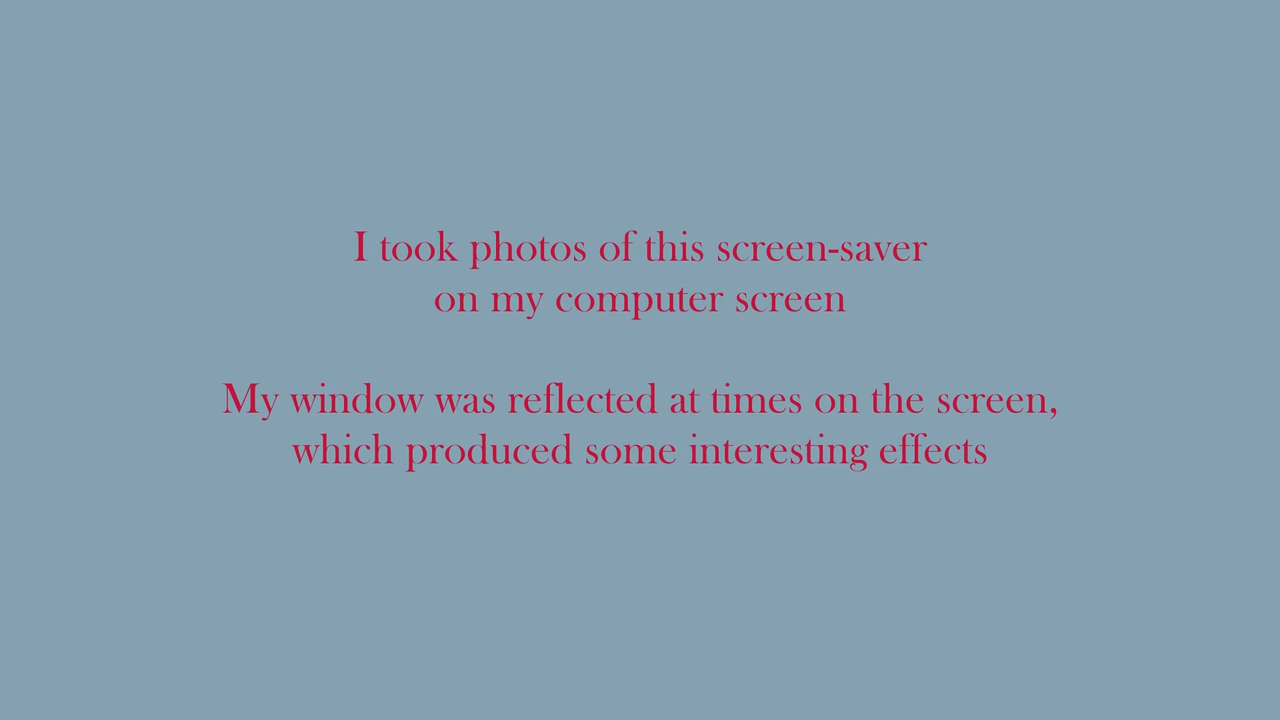 I took photos of this screen-saver
on my computer screen
My window was reflected at times on the screen,
which produced some interesting effects